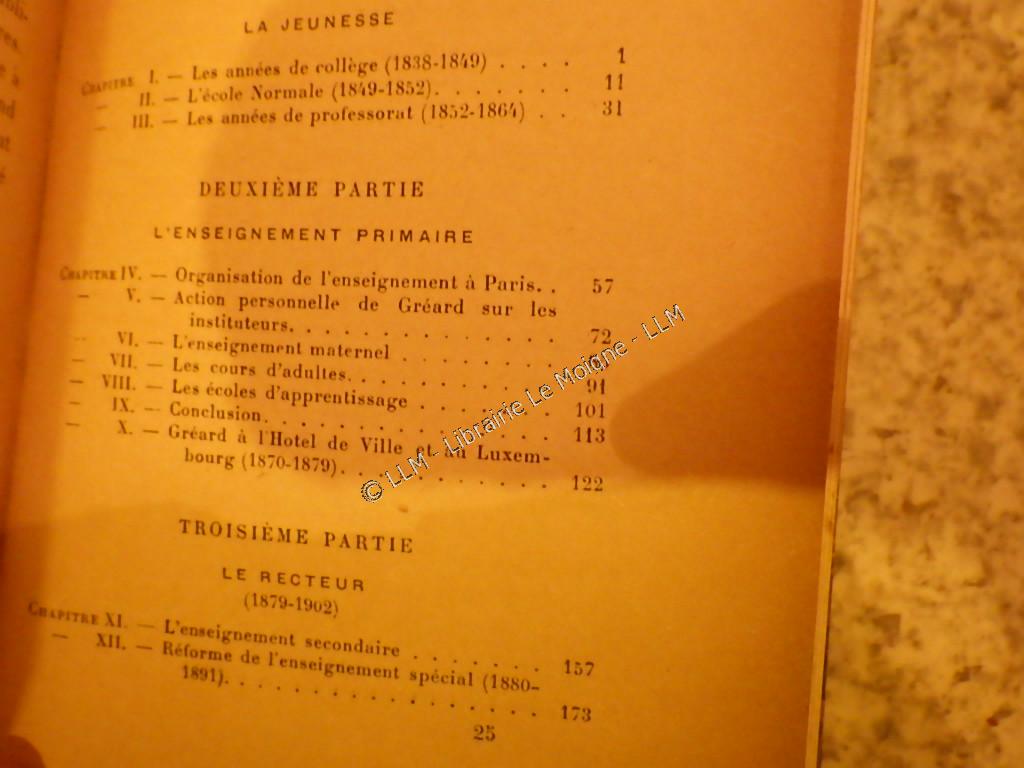 LA JEUNESSE
CHAPITRE I. — Les années de collège (1838-1849) . . . . 1
— II. — L'école Normale (1849-1852). . . . . . . 11
— III. — Les années de professorat (1852-1864) . . 31
DEUXIÈME PARTIE
L'ENSEIGNEMENT PRIMAIRE
CHAPITRE IV. — Organisation de l'enseignement à Paris. . 57
— V. — Action personnelle de Gréard sur les
instituteurs. . . . . . . . . . . . 72
— VI. — L'enseignement maternel . . . . . . . .
— VII. — Les cours d'adultes. . . . . . . . . . 91
— VIII. — Les écoles d'apprentissage . . . . . . . 101
— IX. — Conclusion. . . . . . . . . . . . . 113
— X. — Gréard à l'Hotel de Ville et au Luxem-
bourg (1870-1879). . . . . . . . . . 122
© LLM - Librairie Le Moigne - LLM
TROISIÈME PARTIE
LE RECTEUR
(1879-1902)
CHAPITRE XI. — L'enseignement secondaire . . . . . . . 157
— XII. — Réforme de l'enseignement spécial (1880-
1891). . . . . . . . . . . . . . 173
25